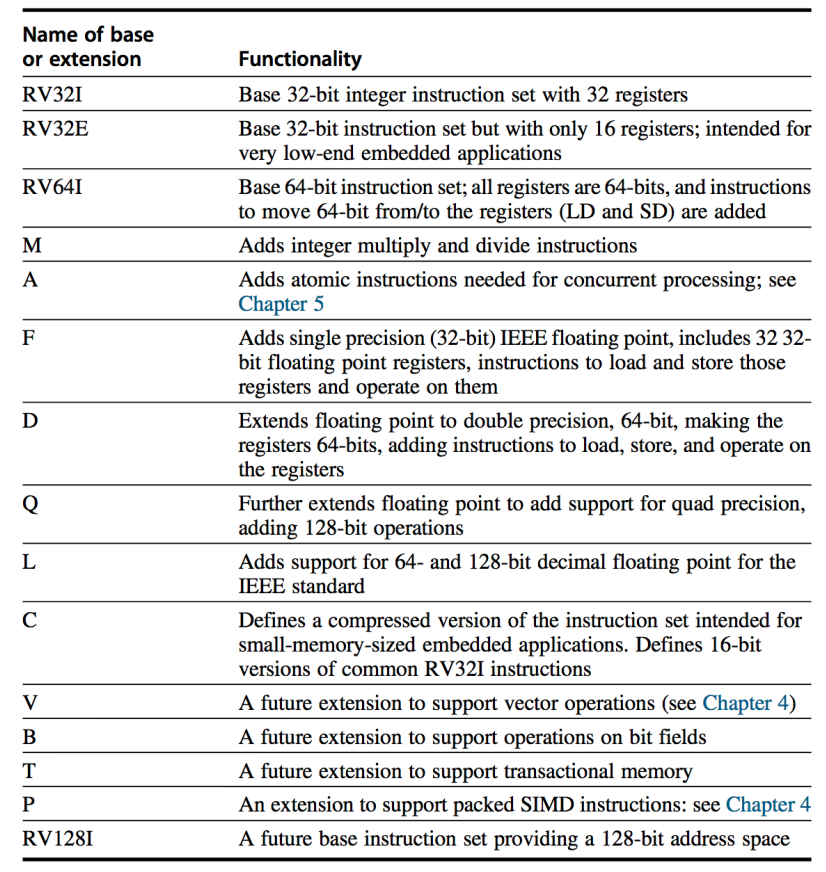 Name of base
or extension Functionality
RV32I Base 32-bit integer instruction set with 32 registers
RV32E Base 32-bit instruction set but with only 16 registers; intended for
very low-end embedded applications
RV64I Base 64-bit instruction set; all registers are 64-bits, and instructions
to move 64-bit from/to the registers (LD and SD) are added
M Adds integer multiply and divide instructions
A Adds atomic instructions needed for concurrent processing; see
Chapter 5
F Adds single precision (32-bit) IEEE floating point, includes 32 32-
bit floating point registers, instructions to load and store those
registers and operate on them
D Extends floating point to double precision, 64-bit, making the
registers 64-bits, adding instructions to load, store, and operate on
the registers
Q Further extends floating point to add support for quad precision,
adding 128-bit operations
L Adds support for 64- and 128-bit decimal floating point for the
IEEE standard
C Defines a compressed version of the instruction set intended for
small-memory-sized embedded applications. Defines 16-bit
versions of common RV32I instructions
V A future extension to support vector operations (see Chapter 4)
B A future extension to support operations on bit fields
T A future extension to support transactional memory
P An extension to support packed SIMD instructions: see Chapter 4
RV128I A future base instruction set providing a 128-bit address space